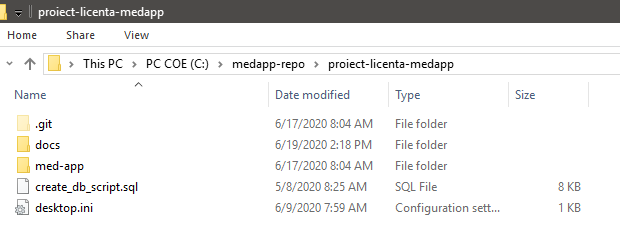 proiect-licenta-medapp
Home Share View
This PC PC COE (C:) medapp-repo proiect-licenta-medapp
Name Date modified Type Size
.git 6/17/2020 8:04 AM File folder
docs 6/19/2020 2:18 PM File folder
med-app 6/17/2020 8:04 AM File folder
create_db_script.sql 5/8/2020 8:25 AM SQL File 8 KB
desktop.ini 6/9/2020 7:59 AM Configuration sett... 1 KB